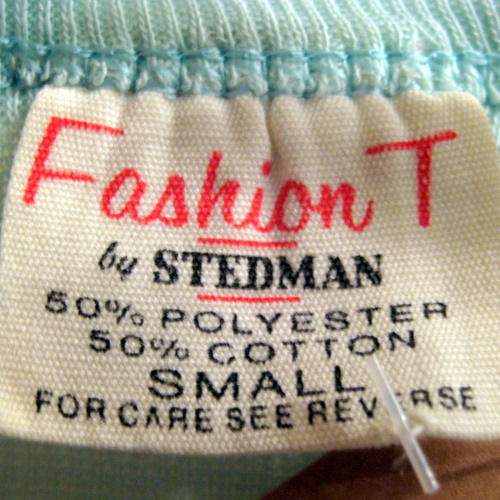 Fashion T
by STEDMAN
50% POLYESTER
50% COTTON
SMALL
FOR CARE SEE REVERSE